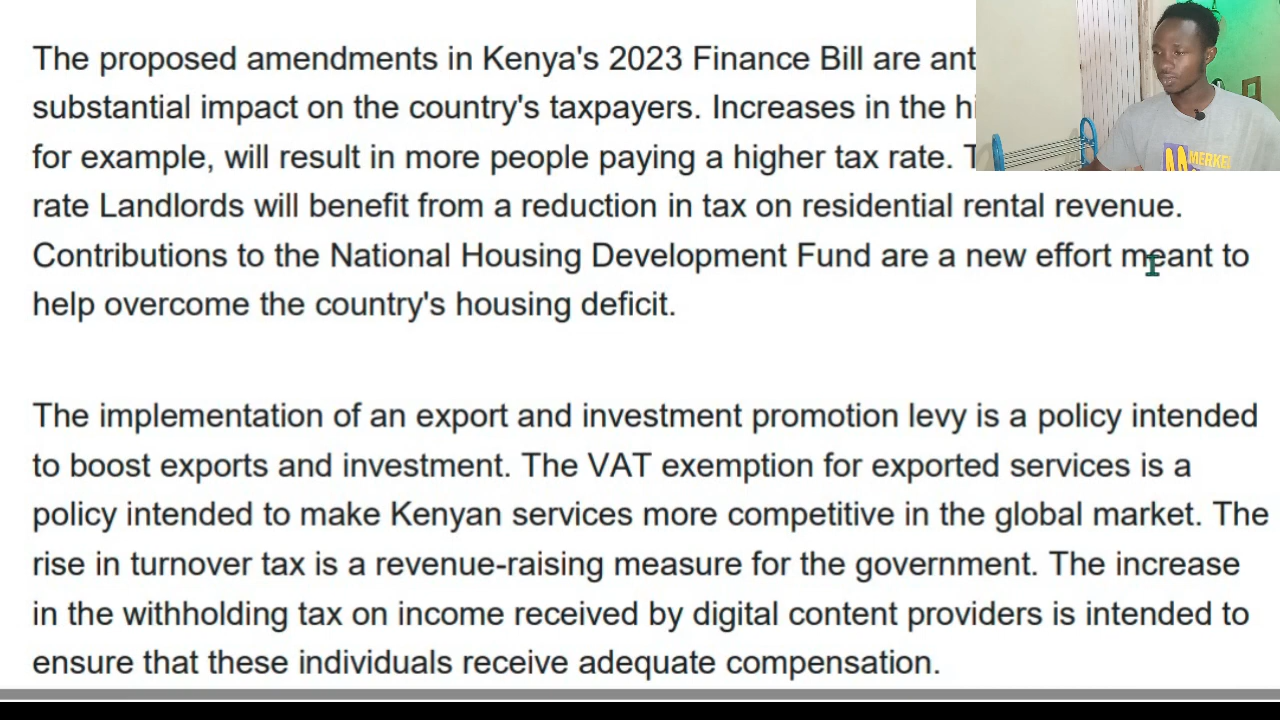 The proposed amendments in Kenya's 2023 Finance Bill are
substantial impact on the country's taxpayers. Increases in the
for example, will result in more people paying a higher tax rate.
rate Landlords will benefit from a reduction in tax on residential rental revenue.
Contributions to the National Housing Development Fund are a new effort meant to
help overcome the country's housing deficit.
The implementation of an export and investment promotion levy is a policy intended
to boost exports and investment. The VAT exemption for exported services is a
policy intended to make Kenyan services more competitive in the global market. The
rise in turnover tax is a revenue-raising measure for the government. The increase
in the withholding tax on income received by digital content providers is intended to
ensure that these individuals receive adequate compensation.